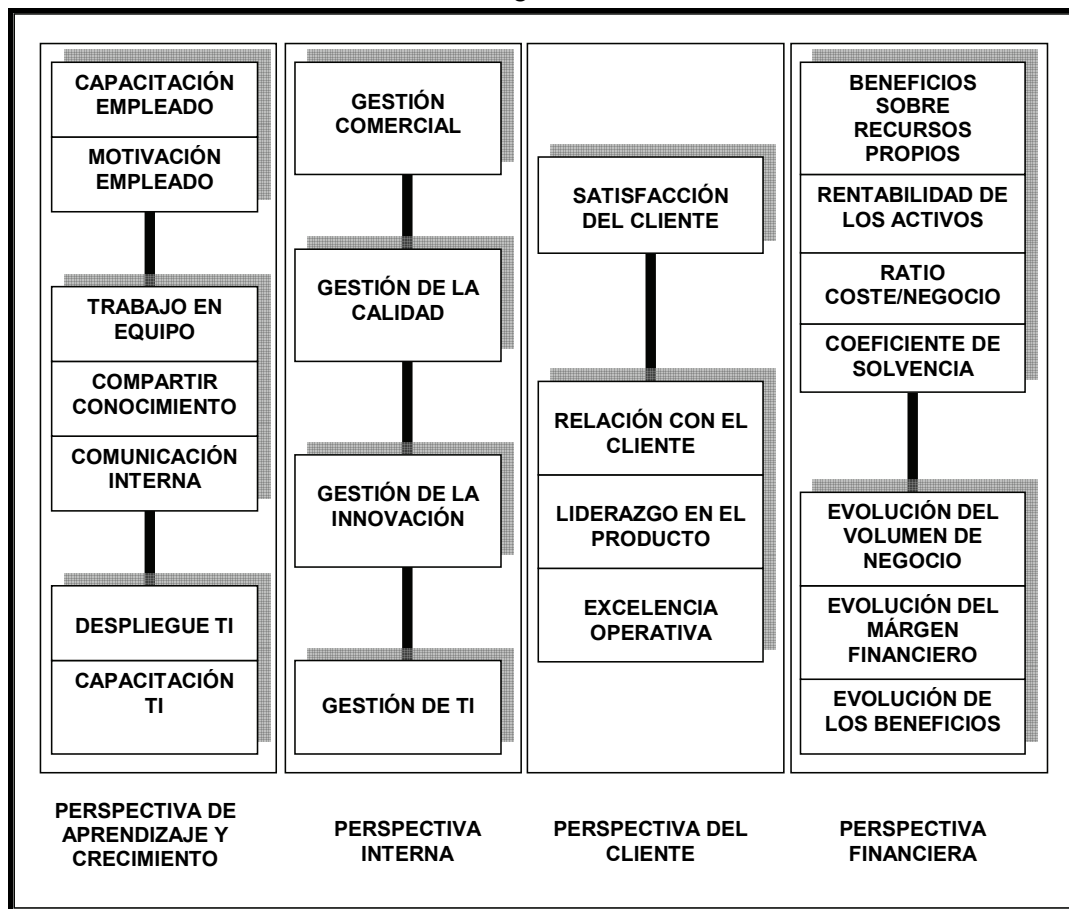 CAPACITACIÓN
EMPLEADO
MOTIVACIÓN
EMPLEADO
TRABAJO EN
EQUIPO
COMPARTIR
CONOCIMIENTO
COMUNICACIÓN
INTERNA
DESPLIEGUE TI
CAPACITACIÓN
TI
PERSPECTIVA DE
APRENDIZAJE Y
CRECIMIENTO
GESTIÓN
COMERCIAL
GESTIÓN DE LA
CALIDAD
GESTIÓN DE LA
INNOVACIÓN
GESTIÓN DE TI
PERSPECTIVA
INTERNA
SATISFACCIÓN
DEL CLIENTE
RELACIÓN CON EL
CLIENTE
LIDERAZGO EN EL
PRODUCTO
EXCELENCIA
OPERATIVA
PERSPECTIVA DEL
CLIENTE
BENEFICIOS
SOBRE
RECURSOS
PROPIOS
RENTABILIDAD DE
LOS ACTIVOS
RATIO
COSTE/NEGOCIO
COEFICIENTE DE
SOLVENCIA
EVOLUCIÓN DEL
VOLUMEN DE
NEGOCIO
EVOLUCIÓN DEL
MÁRGEN
FINANCIERO
EVOLUCIÓN DE
LOS BENEFICIOS
PERSPECTIVA
FINANCIERA